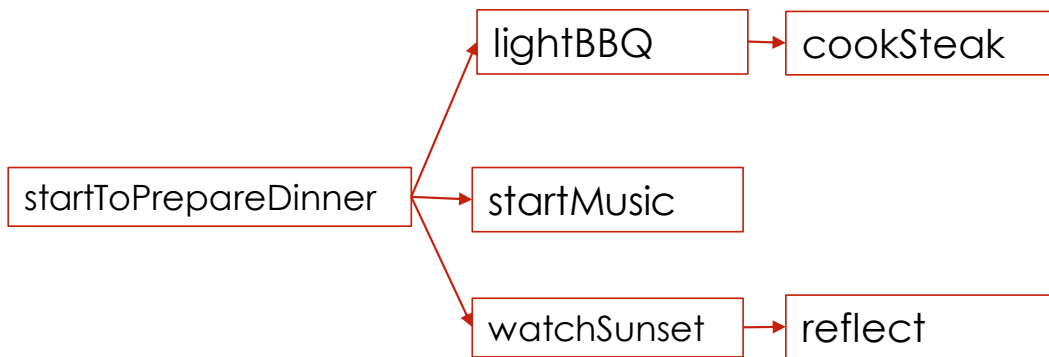 lightBBQ
cookSteak
startToPrepareDinner
startMusic
watchSunset
reflect